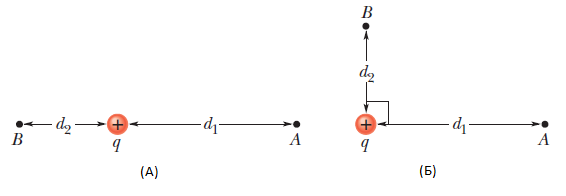 B
d₂
B d₂ + d₁ A
q
+ d₁ A
q
(А)
(Б)